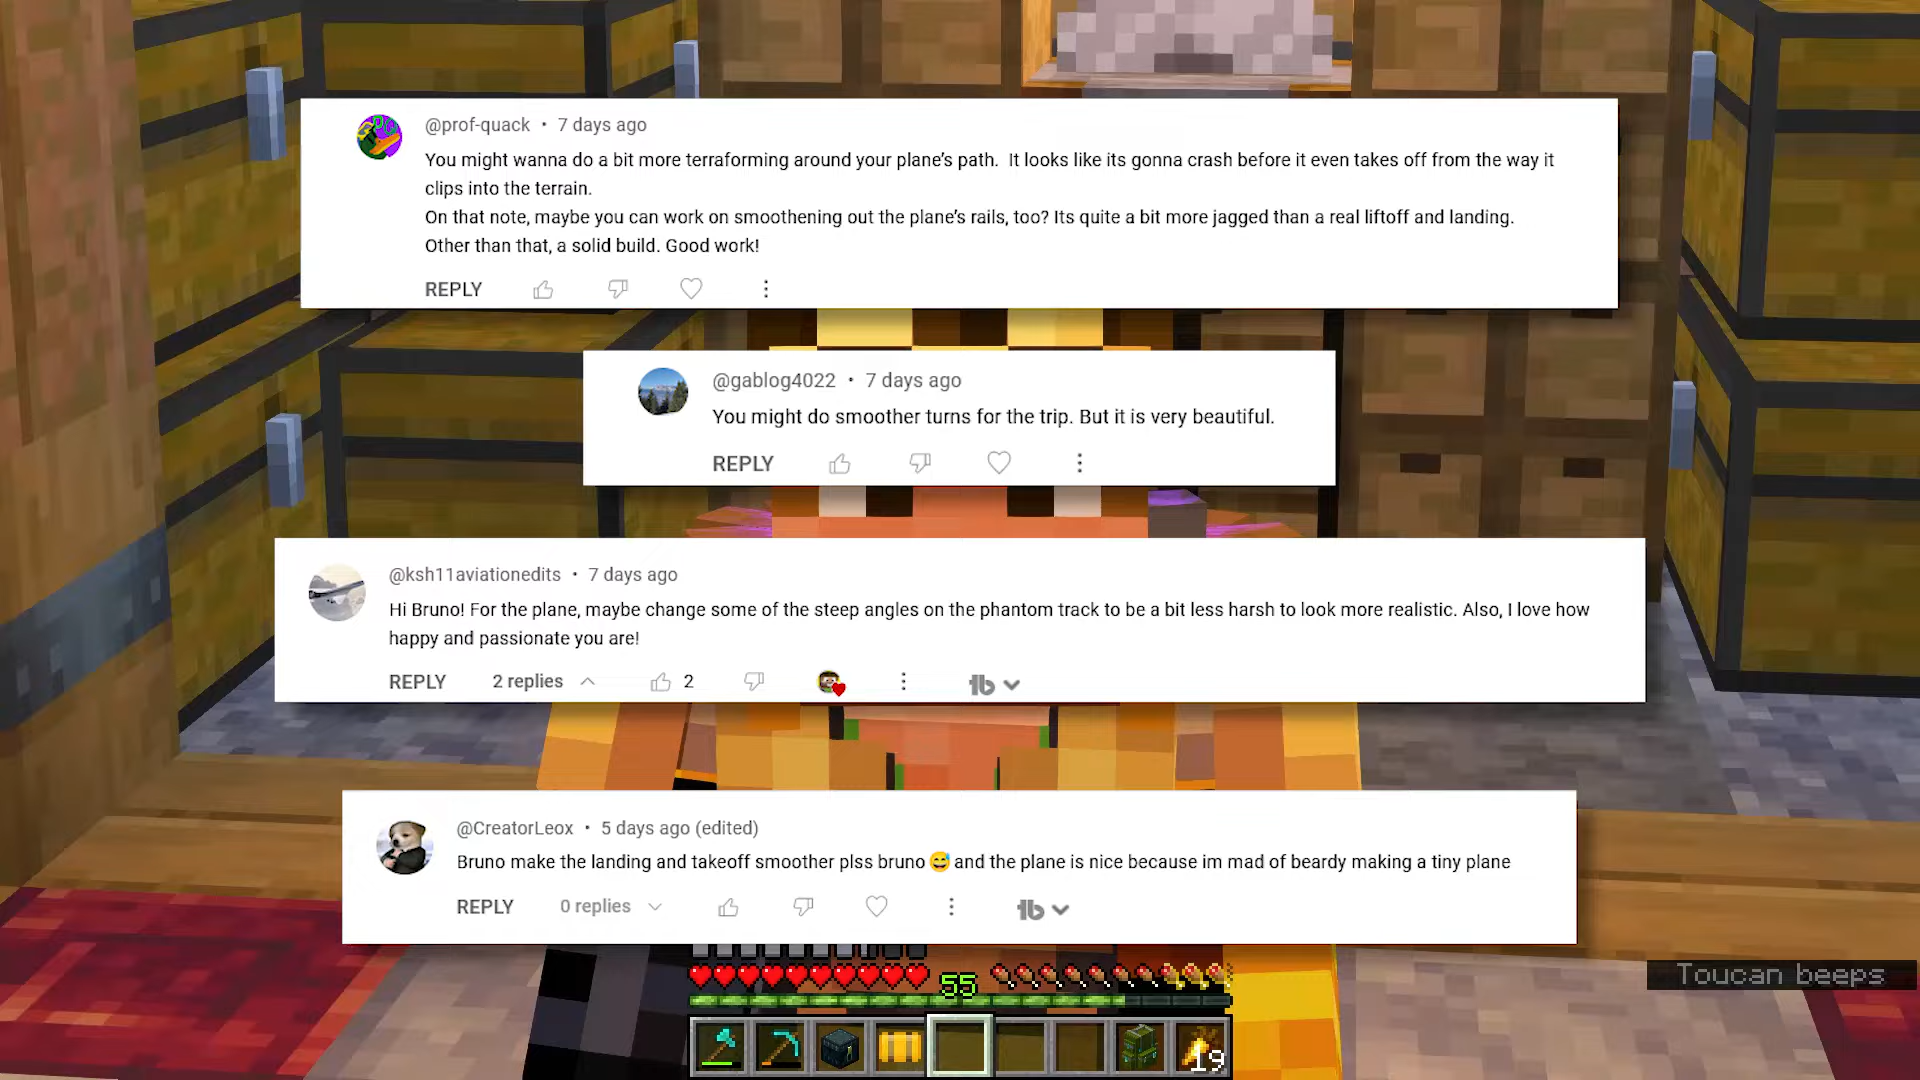 @prof-quack • 7 days ago
You might wanna do a bit more terraforming around your plane's path. It looks like its gonna crash before it even takes off from the way it
clips into the terrain.
On that note, maybe you can work on smoothening out the plane's rails, too? Its quite a bit more jagged than a real liftoff and landing.
Other than that, a solid build. Good work!
REPLY
@gablog4022 • 7 days ago
You might do smoother turns for the trip. But it is very beautiful.
REPLY
@ksh11aviationedits • 7 days ago
Hi Bruno! For the plane, maybe change some of the steep angles on the phantom track to be a bit less harsh to look more realistic. Also, I love how
happy and passionate you are!
REPLY 2 replies 2
@CreatorLeox • 5 days ago (edited)
Bruno make the landing and takeoff smoother plss bruno 😅 and the plane is nice because im mad of beardy making a tiny plane
REPLY 0 replies
Toucan beeps
55
19